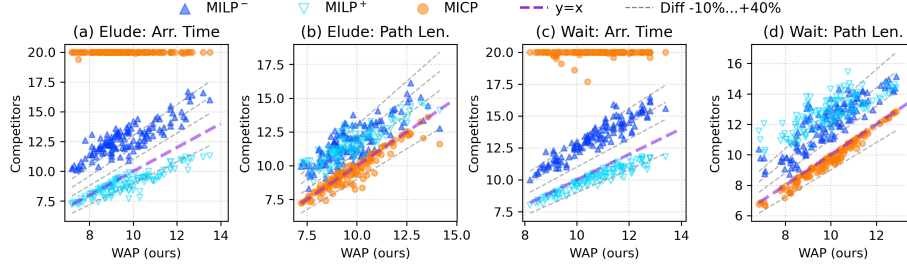 MILP⁻ MILP⁺ MICP y=x Diff -10%...+40%
(a) Elude: Arr. Time (b) Elude: Path Len. (c) Wait: Arr. Time (d) Wait: Path Len.
Competitors
20.0
17.5
15.0
12.5
10.0
7.5
8 10 12 14
WAP (ours)
Competitors
17.5
15.0
12.5
10.0
7.5
7.5 10.0 12.5 15.0
WAP (ours)
Competitors
20.0
17.5
15.0
12.5
10.0
7.5
8 10 12 14
WAP (ours)
Competitors
16
14
12
10
8
6
8 10 12
WAP (ours)